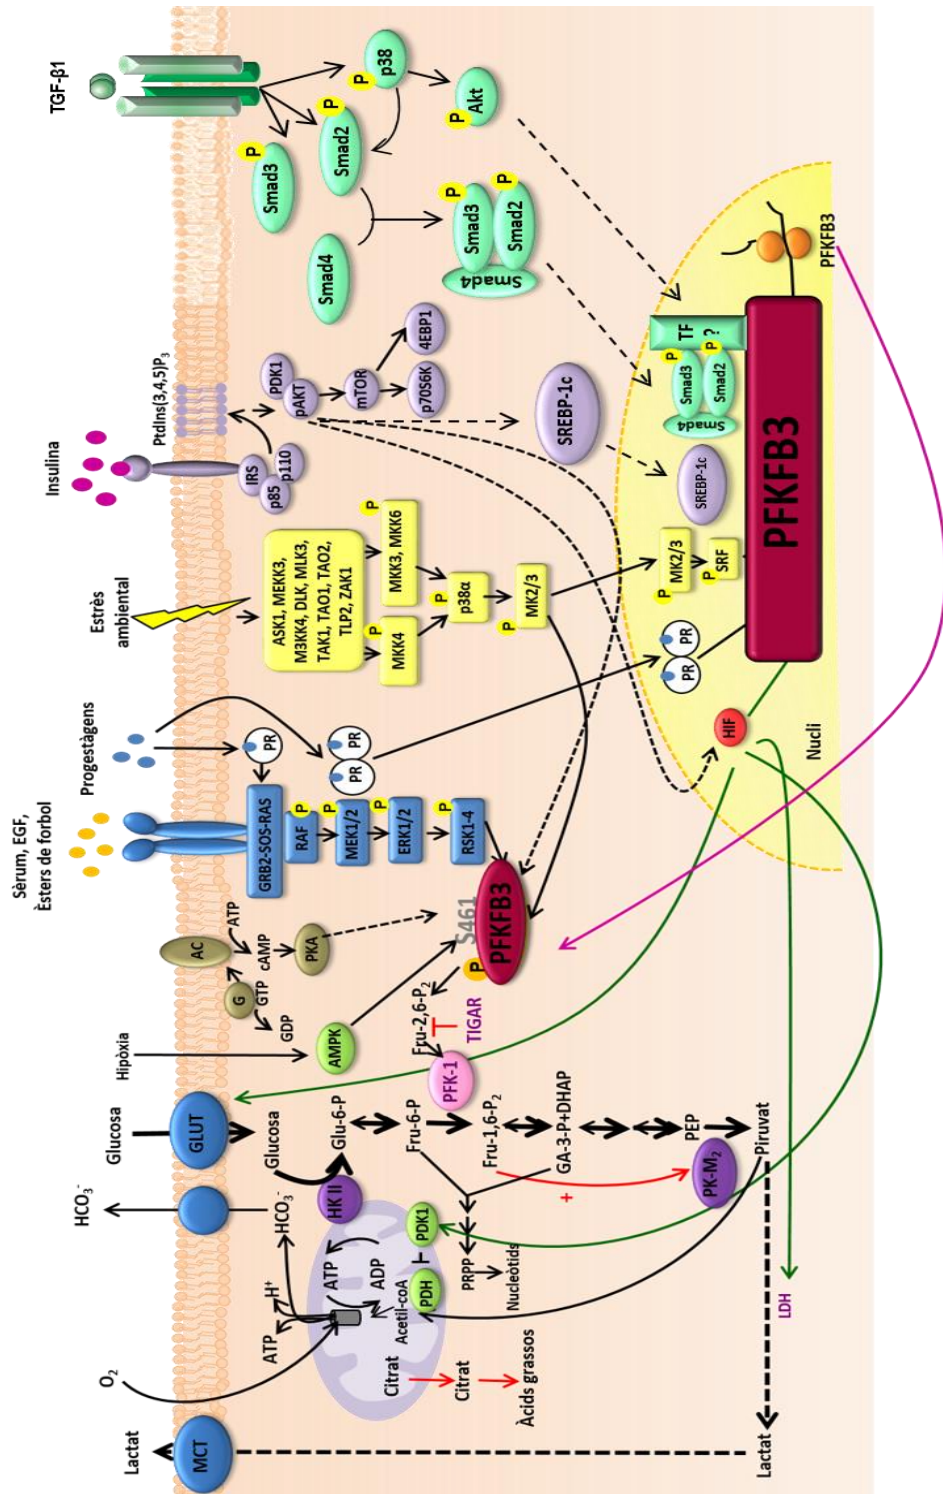 Lactat
MCT
O2
ATP
H+
HCO3-
HCO3-
Glucosa
GLUT
Glucosa
HK II
Glu-6-P
Fru-6-P
PFK-1
Fru-1,6-P2
GA-3-P+DHAP
PEP
PK-M2
+
Piruvat
Lactat
LDH
ATP
ADP
Acetil-coA
PDH
PDK1
Citrat
Citrat
Àcids grassos
PRPP
Nucleòtids
Hipòxia
AMPK
G
GTP
GDP
AC
ATP
cAMP
PKA
Fru-2,6-P2
TIGAR
P
S461
PFKFB3
Sèrum, EGF,
Èsters de forbol
GRB2-SOS-RAS
RAF
P
MEK1/2
P
ERK1/2
P
RSK1-4
P
Progestàgens
PR
PR
PR
Estrès
ambiental
ASK1, MEKK3,
M3KK4, DLK, MLK3,
TAK1, TAO1, TAO2,
TLP2, ZAK1
MKK4
P
MKK3, MKK6
P
p38α
P
MK2/3
P
Insulina
IRS
p85
p110
PtdIns(3,4,5)P3
PDK1
pAKT
mTOR
p70S6K
4EBP1
SREBP-1c
TGF-β1
Smad3
P
Smad2
P
p38
P
Akt
P
Smad4
Smad3
P
Smad2
P
Smad4
Nucli
HIF
PR
PR
MK2/3
P
SRF
P
SREBP-1c
Smad3
P
Smad2
P
Smad4
TF
?
PFKFB3
PFKFB3